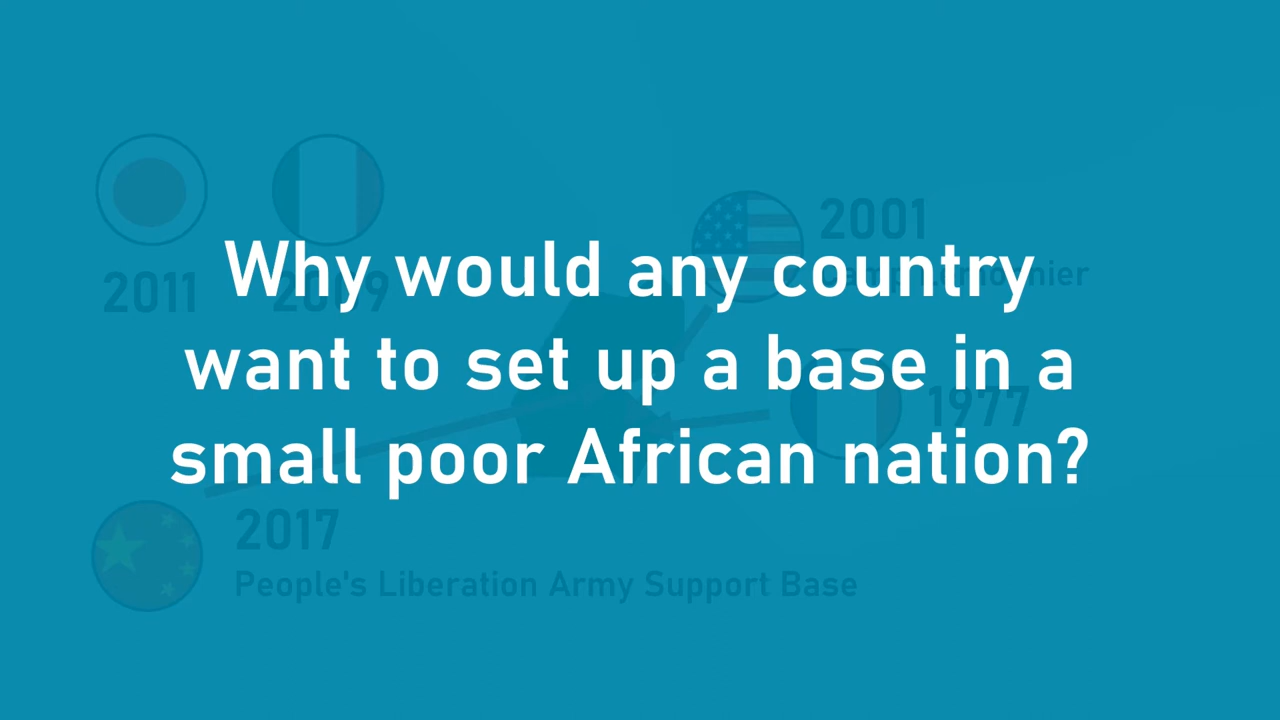 Why would any country
want to set up a base in a
small poor African nation?
2011
2001
1977
2017
People's Liberation Army Support Base